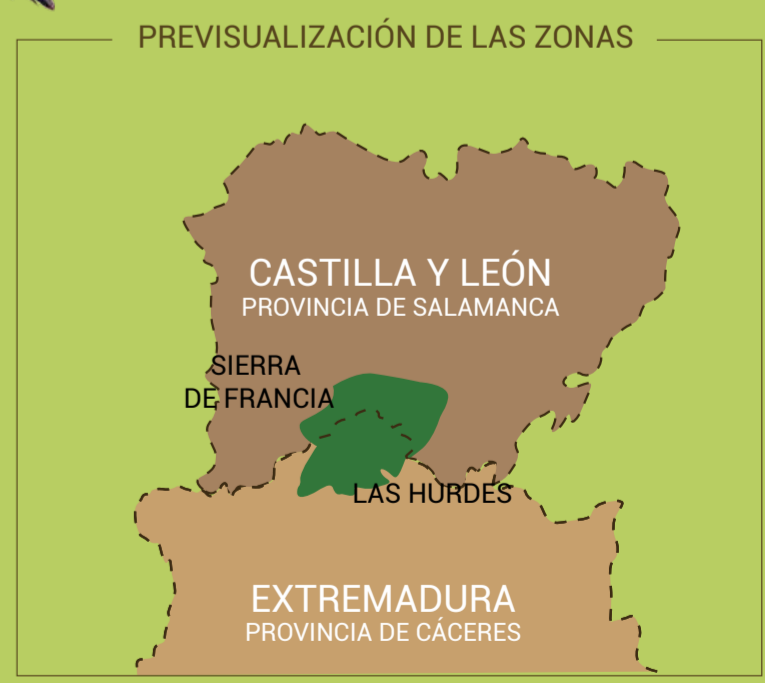 PREVISUALIZACIÓN DE LAS ZONAS
CASTILLA Y LEÓN
PROVINCIA DE SALAMANCA
SIERRA
DE FRANCIA
LAS HURDES
EXTREMADURA
PROVINCIA DE CÁCERES